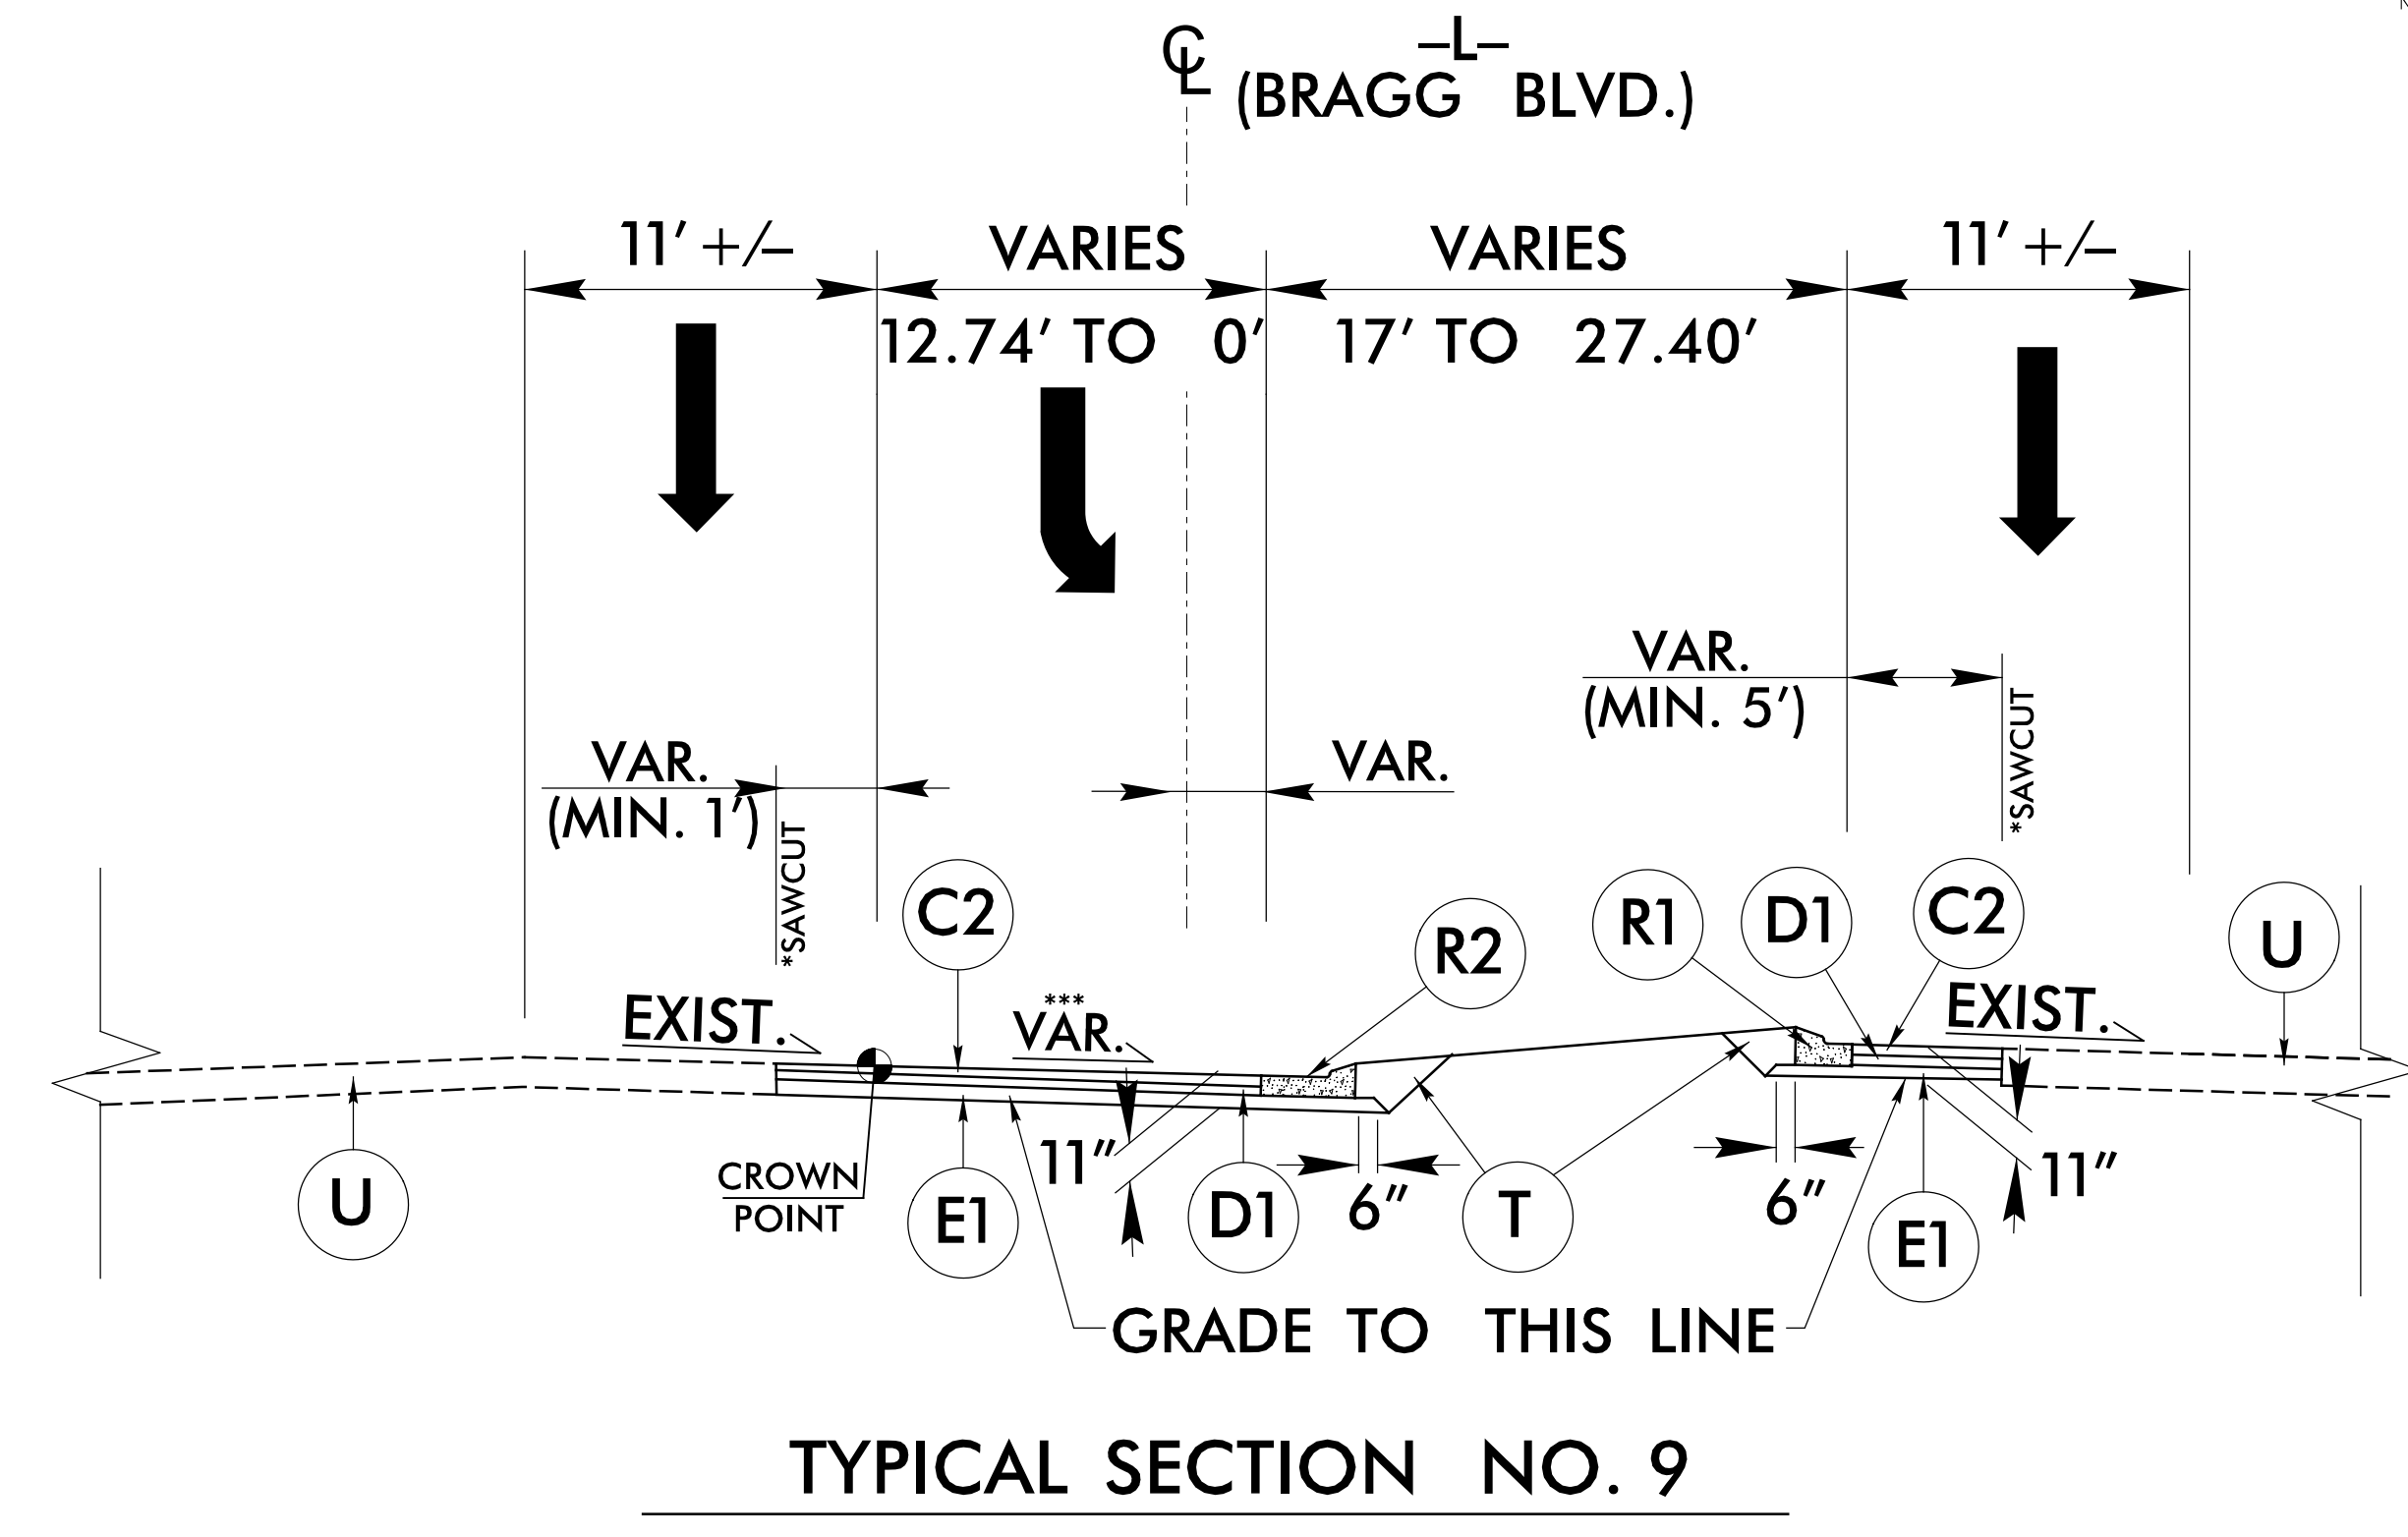 ℄ –L–
(BRAGG BLVD.)
11' +/– VARIES VARIES 11' +/–
12.74' TO 0' 17' TO 27.40'
VAR.
(MIN. 5')
*SAWCUT
VAR.
(MIN. 1')
*SAWCUT
VAR.
C2
R2
R1
D1
C2
U
EXIST.
***
VAR.
EXIST.
U
CROWN
POINT
E1
11"
D1
6"
T
6"
E1
11"
GRADE TO THIS LINE
TYPICAL SECTION NO. 9